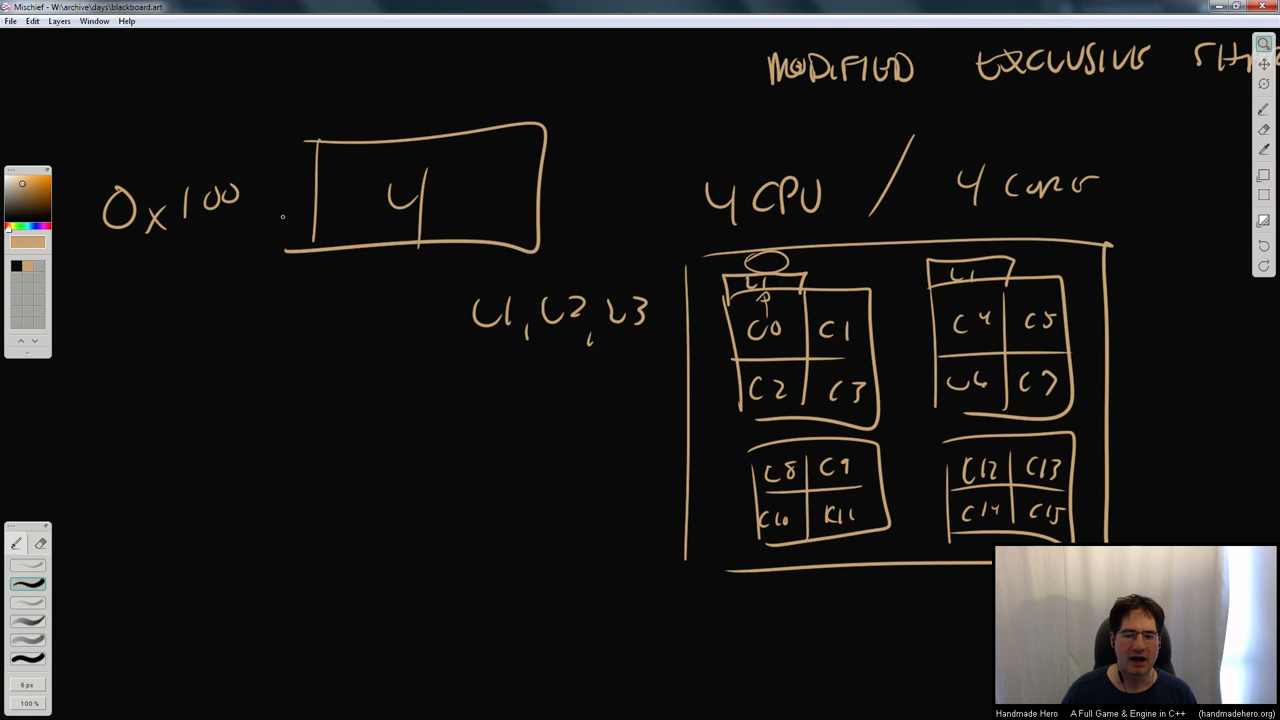 Mischief - W:\archive\days\blackboard.art
File Edit Layers Window Help
MODIFIED EXCLUSIVE SH
0x100
4
4 CPU / 4 core
L1, L2, L3
L1
L1
C0 C1
C2 C3
C4 C5
C6 C7
C8 C9
C10 C11
C12 C13
C14 C15
6 px
100 %
Handmade Hero A Full Game & Engine in C++ (handmadehero.org)